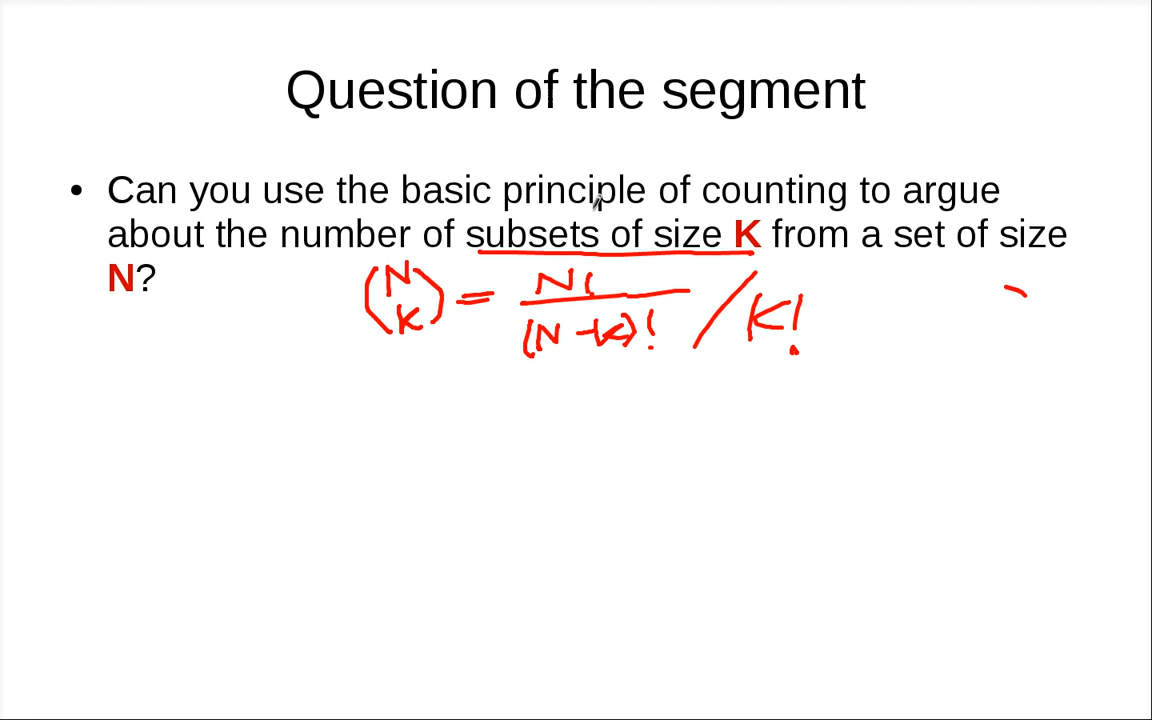 Question of the segment
• Can you use the basic principle of counting to argue
about the number of subsets of size K from a set of size
N?
(N K) = N! / (N-K)! / K!